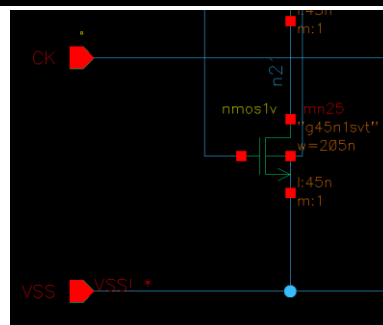 l:45n
m:1
CK
n2
nmos1v
mn25
"g45n1svt"
w=205n
l:45n
m:1
VSS
VSS!_*